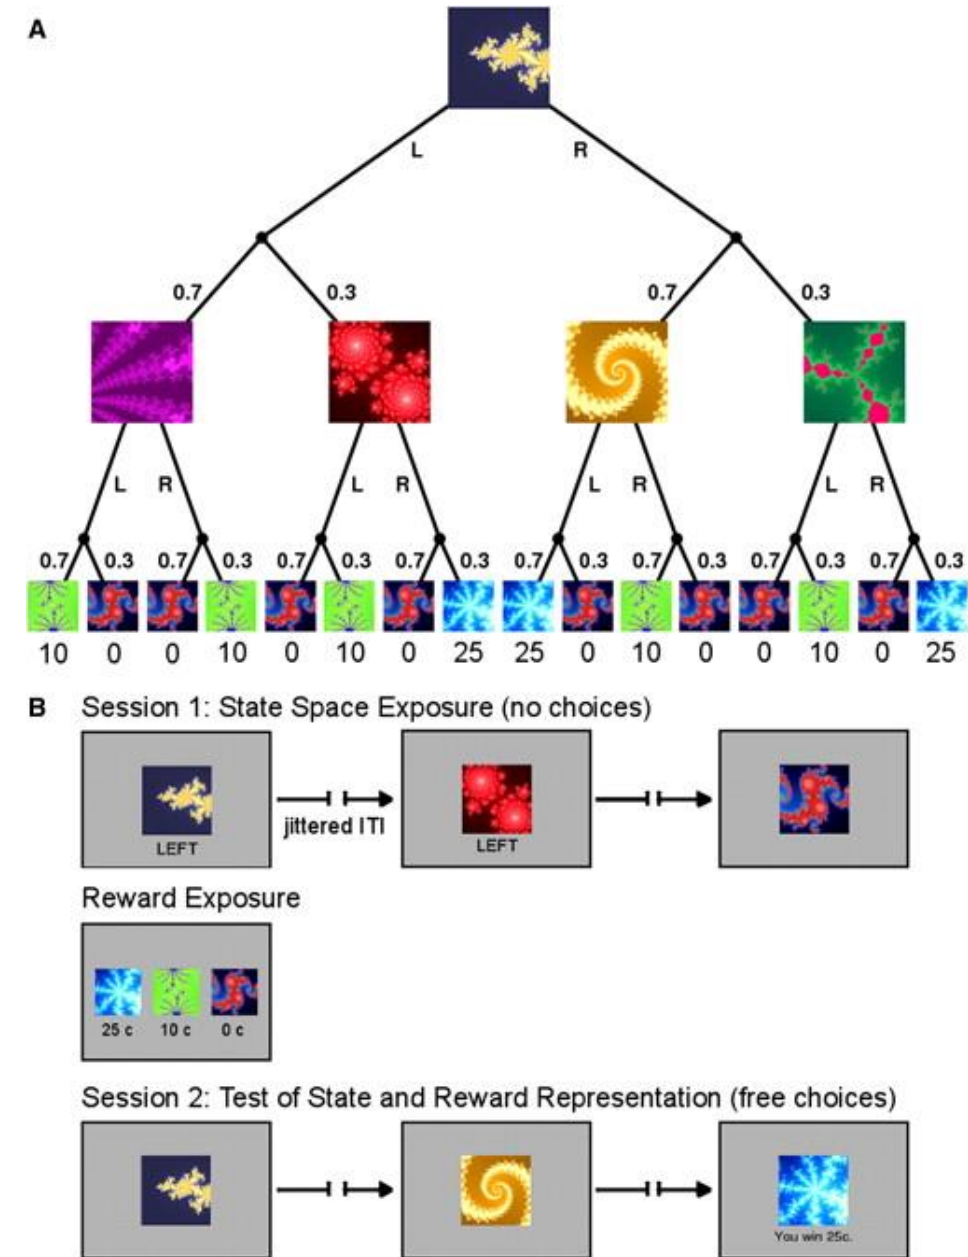 A
L R
0.7 0.3 0.7 0.3
L R L R L R L R
0.7 0.3 0.7 0.3 0.7 0.3 0.7 0.3 0.7 0.3 0.7 0.3 0.7 0.3 0.7 0.3
10 0 0 10 0 10 0 25 25 0 10 0 0 10 0 25
B Session 1: State Space Exposure (no choices)
jittered ITI
LEFT LEFT
Reward Exposure
25 c 10 c 0 c
Session 2: Test of State and Reward Representation (free choices)
You win 25c.